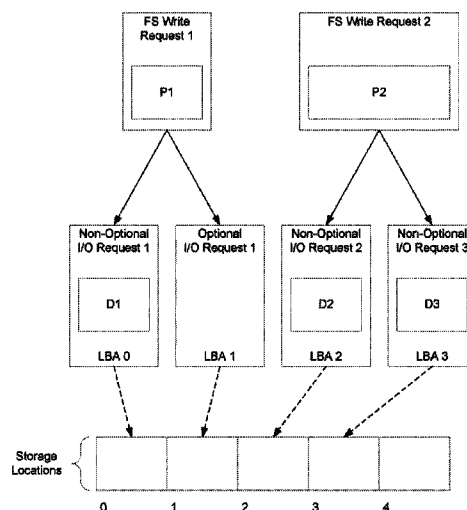 FS Write
Request 1
FS Write Request 2
P1
P2
Non-Optional
I/O Request 1
Optional
I/O Request 1
Non-Optional
I/O Request 2
Non-Optional
I/O Request 3
D1
D2
D3
LBA 0
LBA 1
LBA 2
LBA 3
Storage
Locations
0
1
2
3
4